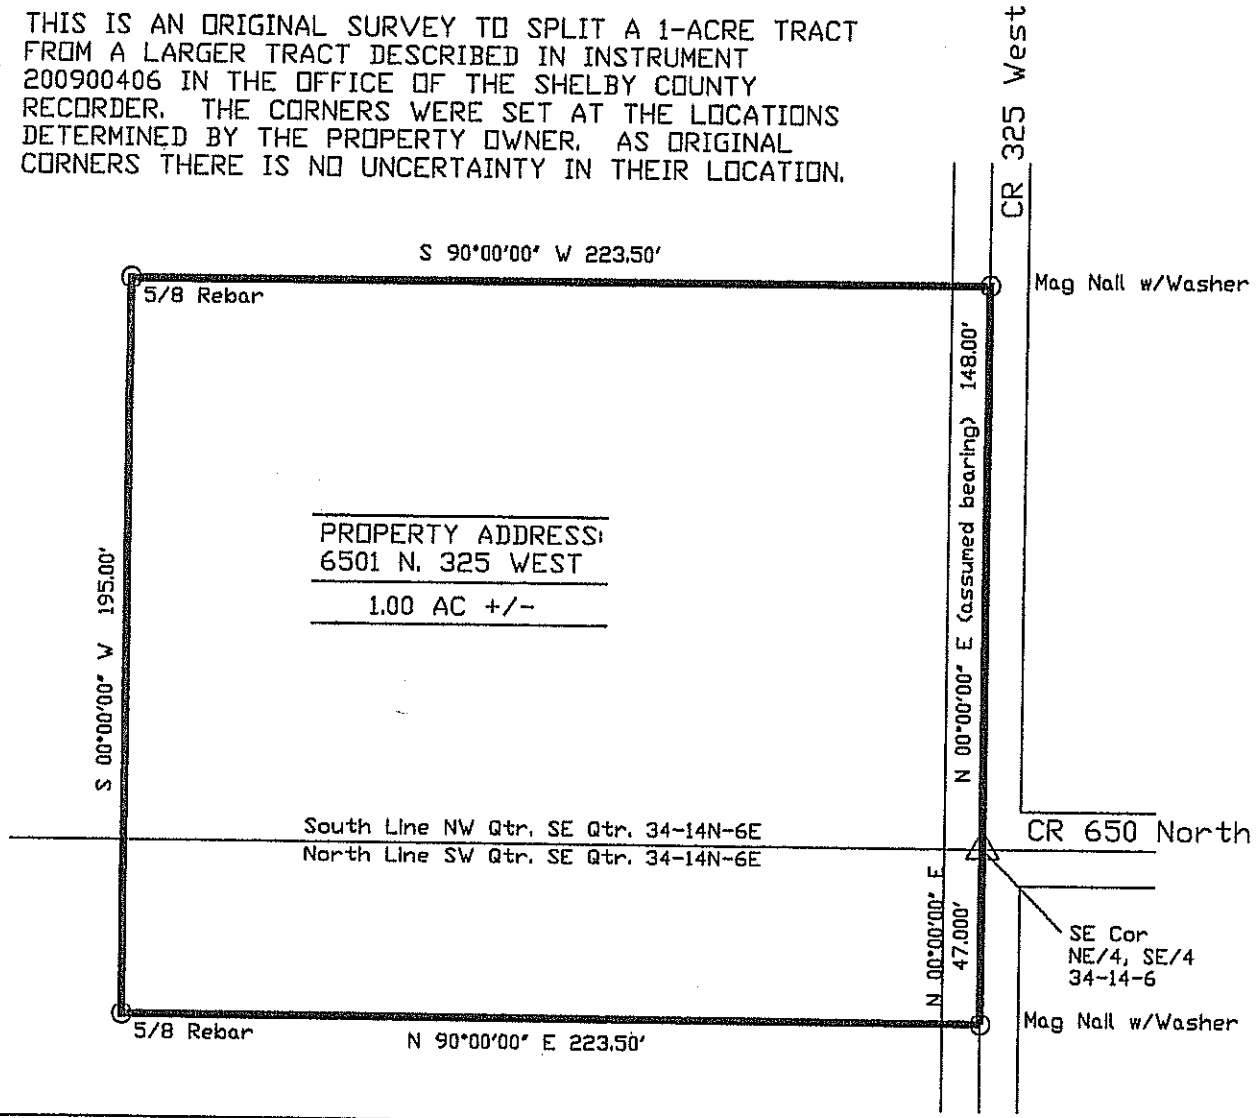 THIS IS AN ORIGINAL SURVEY TO SPLIT A 1-ACRE TRACT
FROM A LARGER TRACT DESCRIBED IN INSTRUMENT
200900406 IN THE OFFICE OF THE SHELBY COUNTY
RECORDER. THE CORNERS WERE SET AT THE LOCATIONS
DETERMINED BY THE PROPERTY OWNER. AS ORIGINAL
CORNERS THERE IS NO UNCERTAINTY IN THEIR LOCATION.
CR 325 West
S 90°00'00" W 223.50'
5/8 Rebar
Mag Nail w/Washer
N 00°00'00" E (assumed bearing) 148.00'
PROPERTY ADDRESS:
6501 N. 325 WEST
1.00 AC +/-
S 00°00'00" W 195.00'
South Line NW Qtr. SE Qtr. 34-14N-6E
North Line SW Qtr. SE Qtr. 34-14N-6E
CR 650 North
N 00°00'00" E
47.000'
SE Cor
NE/4, SE/4
34-14-6
5/8 Rebar
N 90°00'00" E 223.50'
Mag Nail w/Washer